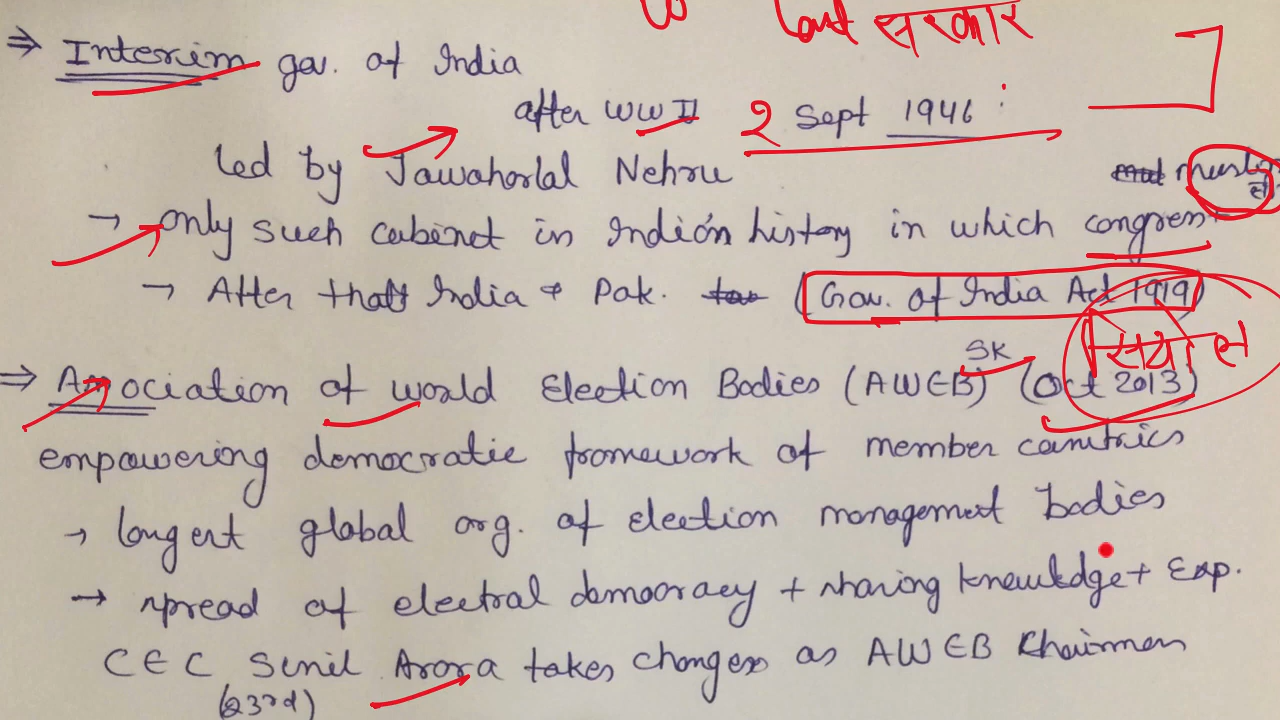 last सरकार
⇒ Interim gov. of India
after WW II 2 Sept 1946
led by Jawaharlal Nehru
→ only such cabinet in Indian history in which congress
→ After that India & Pak. (Gov. of India Act 1919)
SK
⇒ Association of world Election Bodies (AWEB) (Oct 2013)
empowering democratic framework of member countries
→ largest global org. of election management bodies
→ spread of electral democracy + sharing knowledge + Exp.
CEC Sunil Arora takes charges as AWEB Chairman
(23rd)